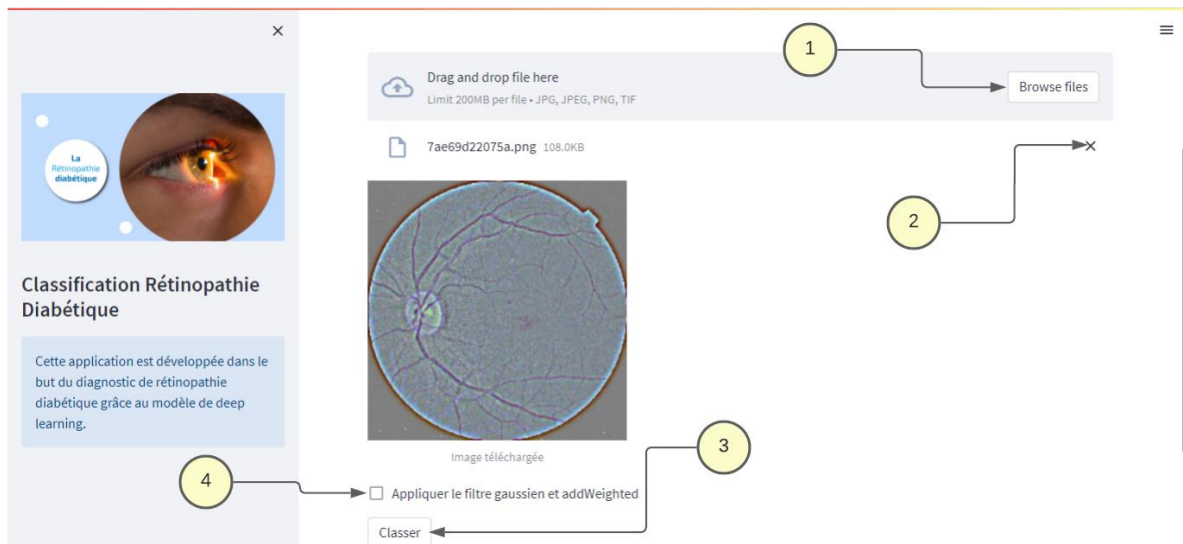 La
Rétinopathie
diabétique
Classification Rétinopathie
Diabétique
Cette application est développée dans le
but du diagnostic de rétinopathie
diabétique grâce au modèle de deep
learning.
1
Drag and drop file here
Limit 200MB per file • JPG, JPEG, PNG, TIF
Browse files
7ae69d22075a.png 108.0KB
2
Image téléchargée
3
4
Appliquer le filtre gaussien et addWeighted
Classer